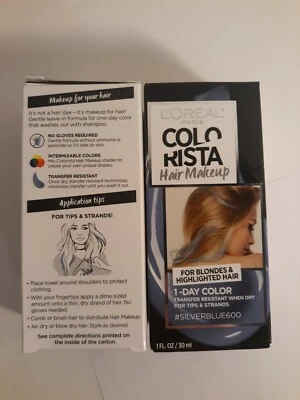 Makeup for your hair
It's not a hair dye – it's makeup for hair!
Gentle leave in formula for one-day color
that washes out with shampoo.
NO GLOVES REQUIRED
Gentle formula without ammonia or
peroxide so it's safe on skin.
INTERMIXABLE COLORS
Mix Colorista Hair Makeup shades to
create your own unique shades.
TRANSFER RESISTANT
Once dry, transfer resistant technology
minimizes transfer until you wash it out.
Application tips
FOR TIPS & STRANDS!
• Place towel around shoulders to protect
clothing.
• With your fingertips apply a dime-sized
amount onto a thin, dry strand of hair. No
gloves needed.
• Comb or brush hair to distribute Hair Makeup
• Air dry or blow dry hair. Style as desired.
See complete directions printed on
the inside of the carton.
L'ORÉAL
PARIS
COLO
RISTA
Hair Makeup
FOR BLONDES &
HIGHLIGHTED HAIR
1-DAY COLOR
TRANSFER RESISTANT WHEN DRY
FOR TIPS & STRANDS
#SILVERBLUE600
1 FL. OZ / 30 ml